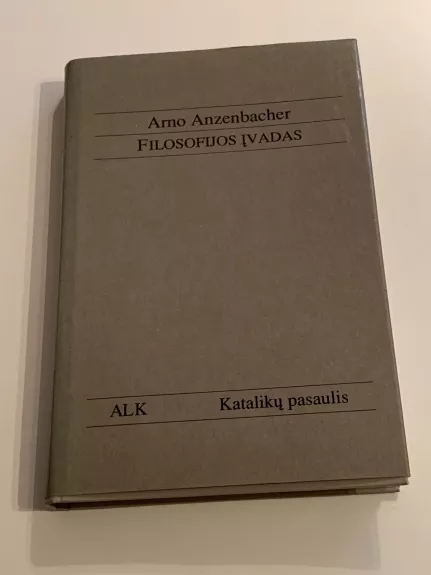 Arno Anzenbacher
FILOSOFIJOS ĮVADAS
ALK Katalikų pasaulis